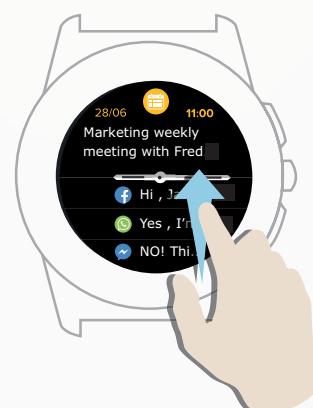 28/06 11:00
Marketing weekly
meeting with Fred
Hi , J
Yes , I'm
NO! Thi.